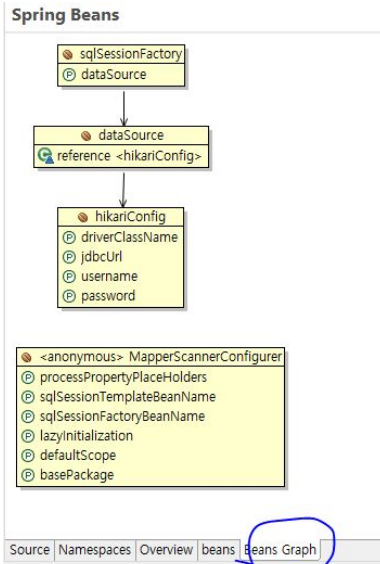 Spring Beans
sqlSessionFactory
dataSource
dataSource
reference <hikariConfig>
hikariConfig
driverClassName
jdbcUrl
username
password
<anonymous> MapperScannerConfigurer
processPropertyPlaceHolders
sqlSessionTemplateBeanName
sqlSessionFactoryBeanName
lazyInitialization
defaultScope
basePackage
Source Namespaces Overview beans Beans Graph